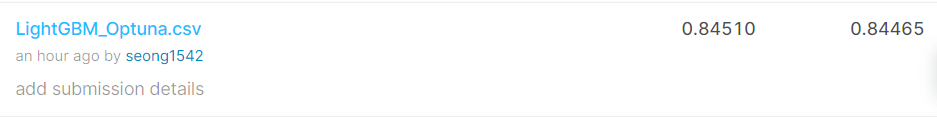 LightGBM_Optuna.csv 0.84510 0.84465
an hour ago by seong1542
add submission details